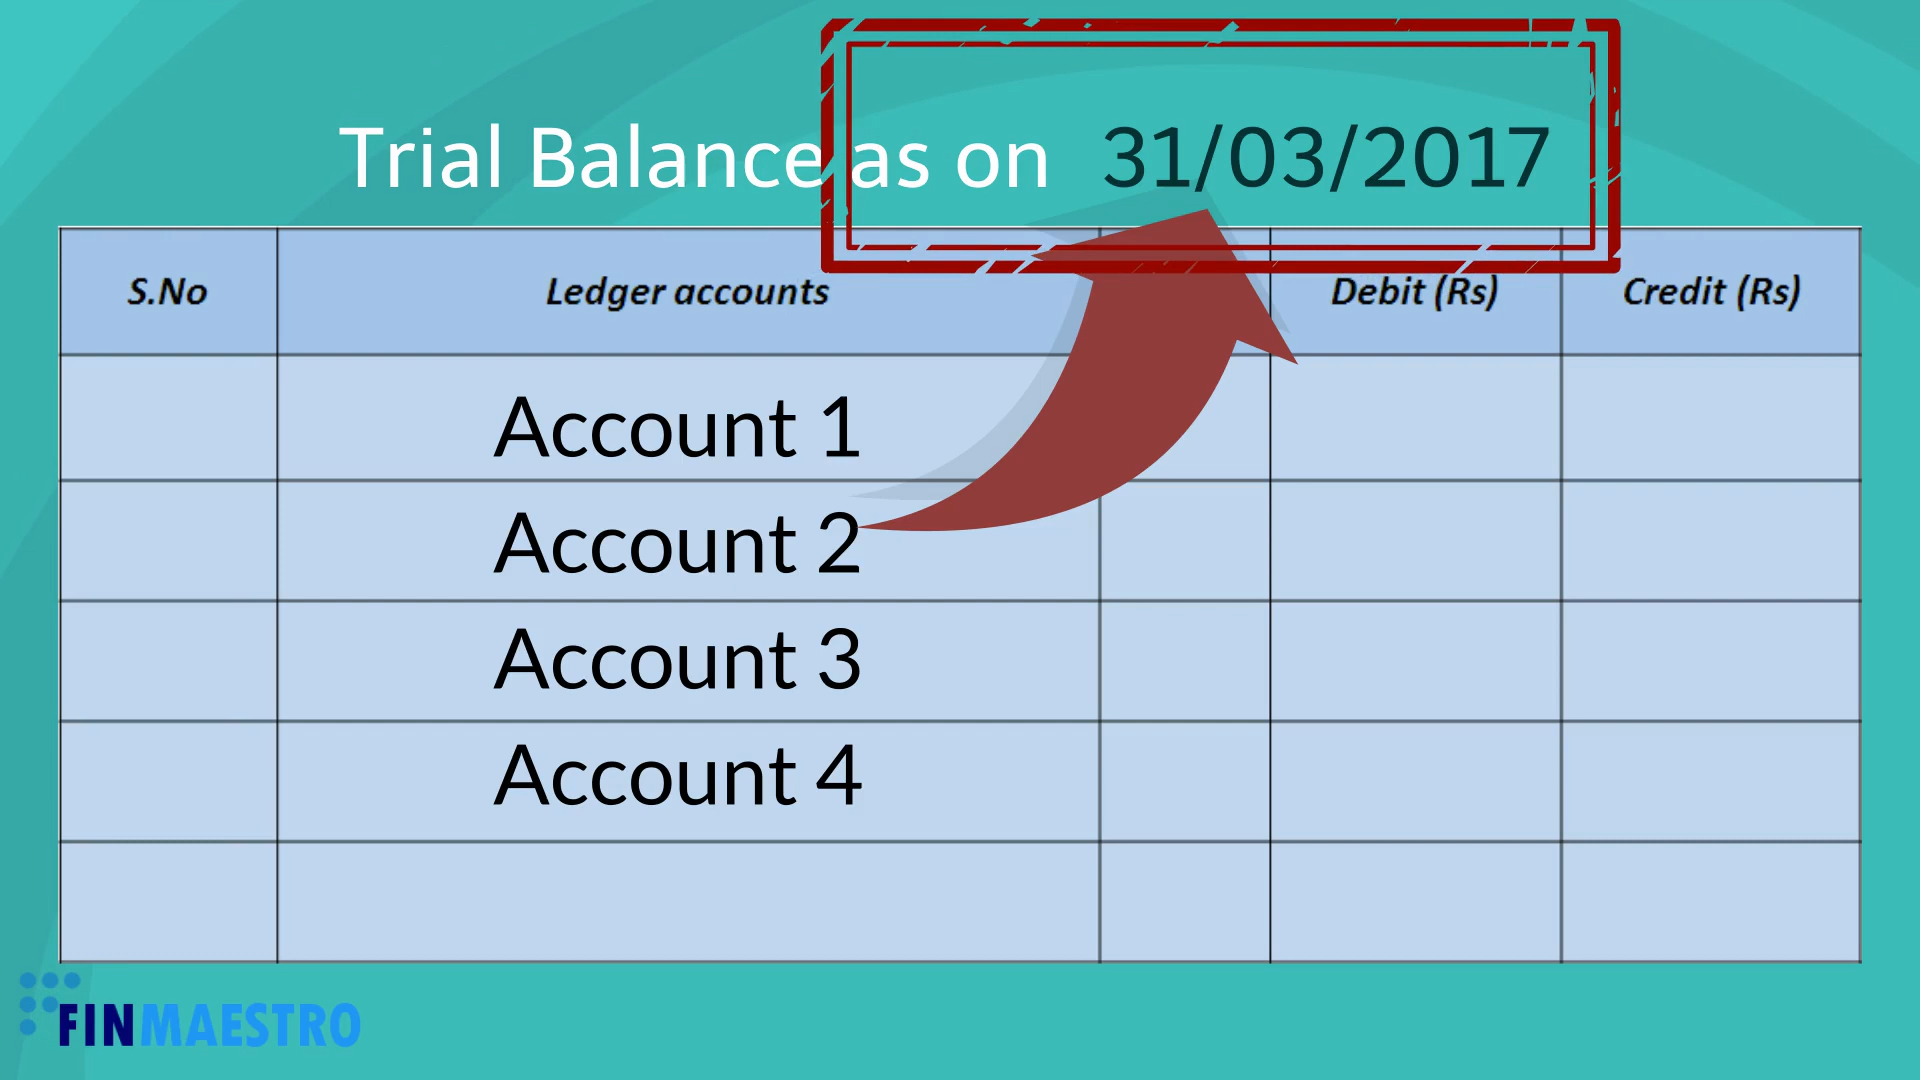 Trial Balance as on 31/03/2017
S.No Ledger accounts Debit (Rs) Credit (Rs)
Account 1
Account 2
Account 3
Account 4
FINMAESTRO